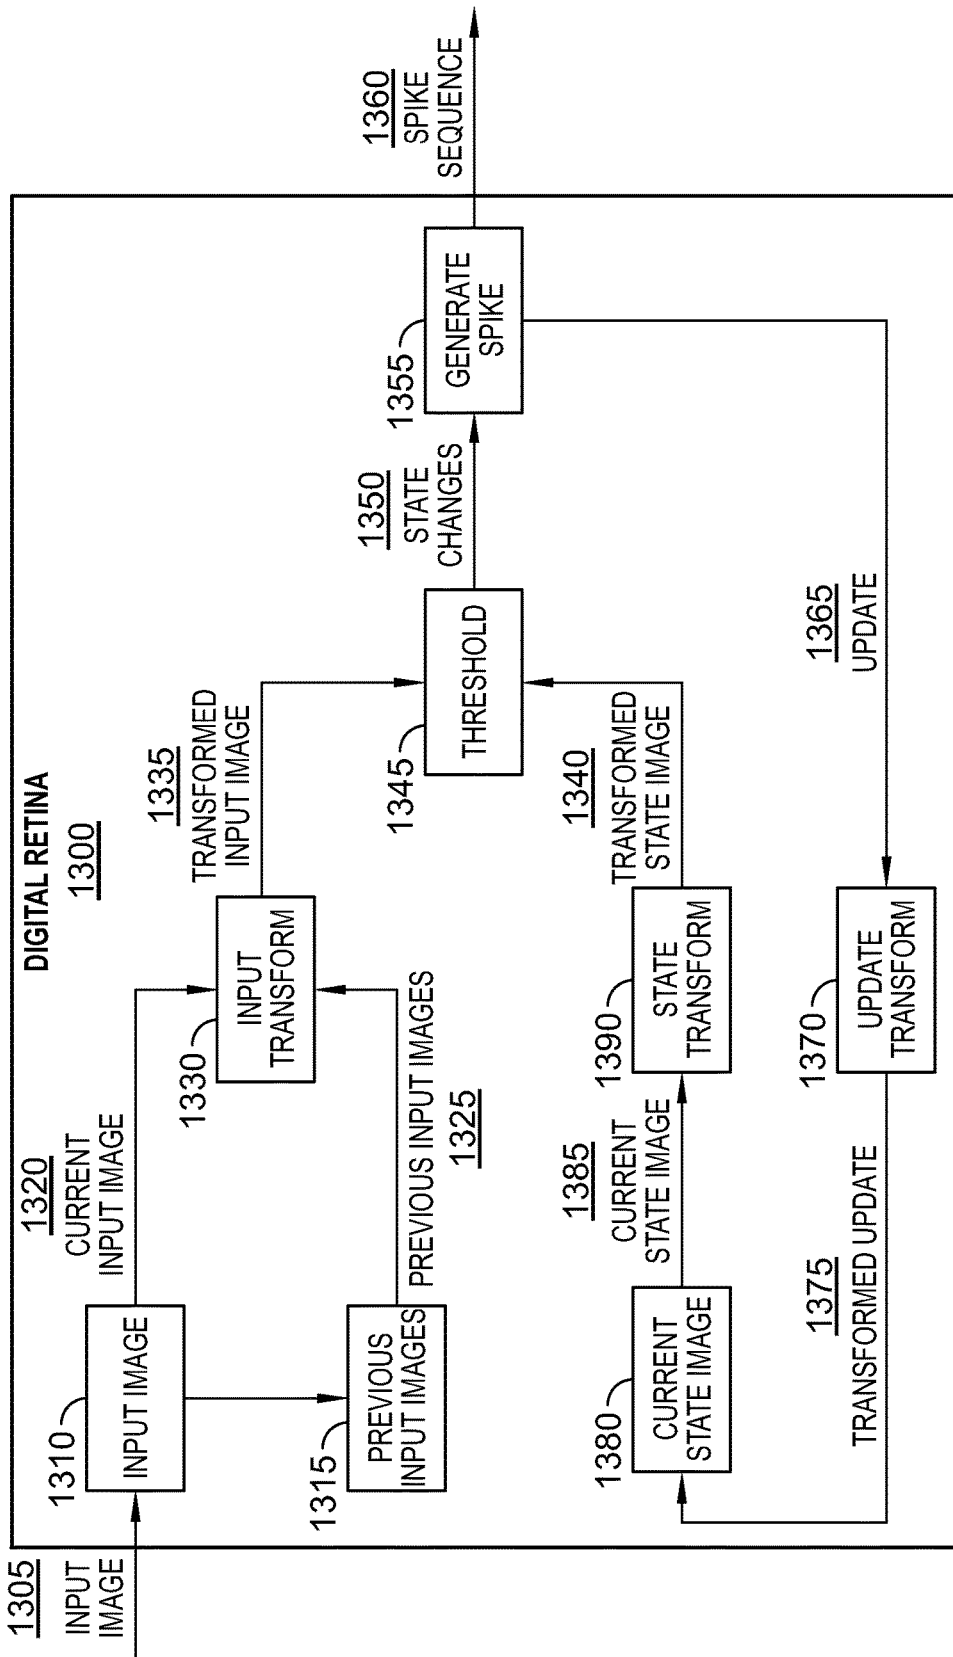 DIGITAL RETINA
1300
1305
INPUT
IMAGE
1310
INPUT IMAGE
1315
PREVIOUS
INPUT IMAGES
1320
CURRENT
INPUT IMAGE
PREVIOUS INPUT IMAGES
1325
1330
INPUT
TRANSFORM
1335
TRANSFORMED
INPUT IMAGE
1345
THRESHOLD
1350
STATE
CHANGES
1355
GENERATE
SPIKE
1360
SPIKE
SEQUENCE
1380
CURRENT
STATE IMAGE
1385
CURRENT
STATE IMAGE
1390
STATE
TRANSFORM
1340
TRANSFORMED
STATE IMAGE
1365
UPDATE
1370
UPDATE
TRANSFORM
1375
TRANSFORMED UPDATE